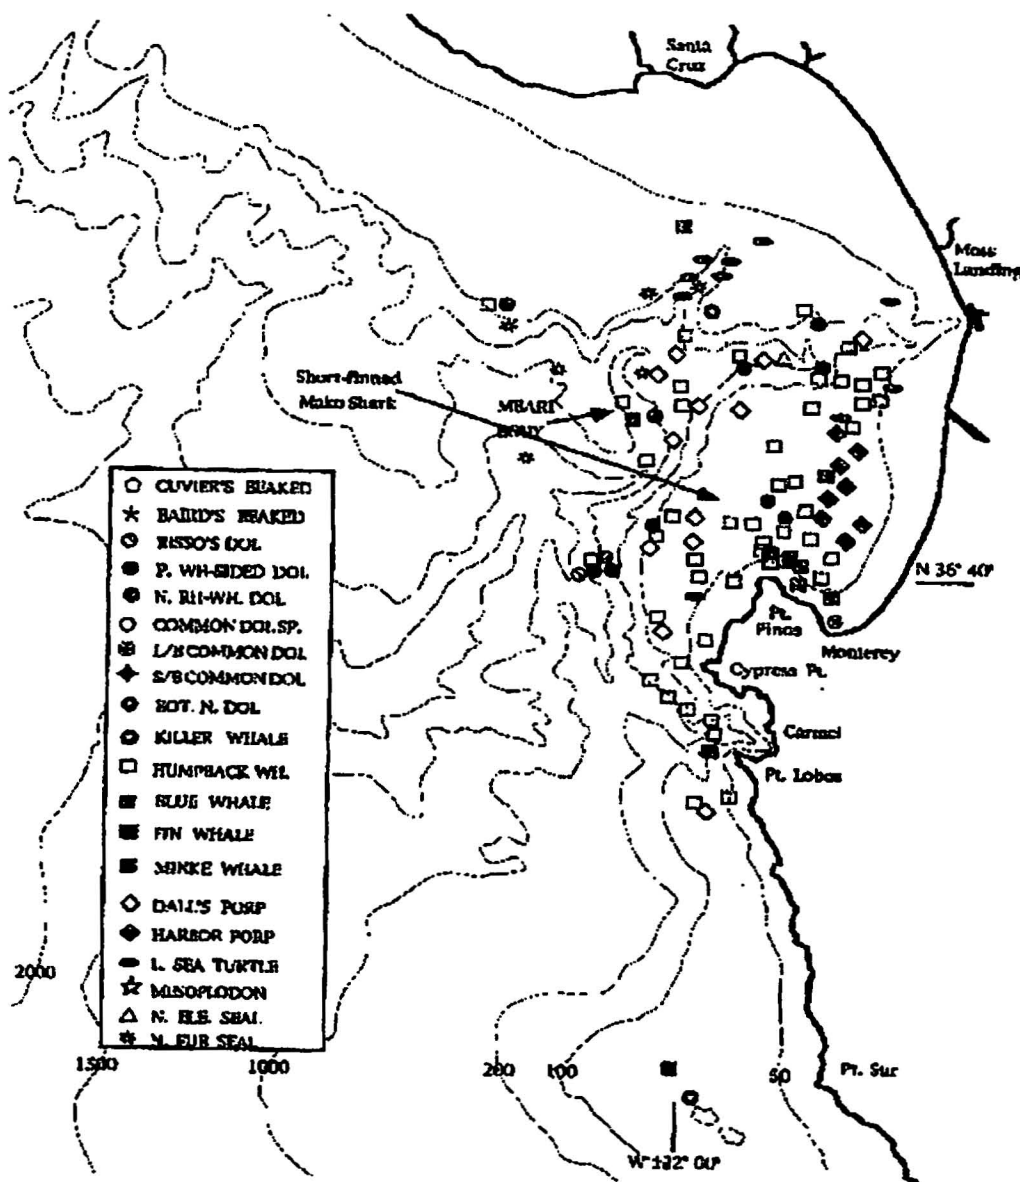 Santa
Cruz
Moss
Landing
Short-finned
Mako Shark
MBARI
BOUY
CUVIER'S BEAKED
BAIRD'S BEAKED
RISSO'S DOL
P. WH-SIDED DOL
N. RH-WH. DOL
COMMON DOL.SP.
L/B COMMON DOL
S/B COMMON DOL
BOT. N. DOL
KILLER WHALE
HUMPBACK WH.
BLUE WHALE
FIN WHALE
MINKE WHALE
DALL'S PORP
HARBOR PORP
L. SEA TURTLE
MESOPLODON
N. ELE. SEAL
N. FUR SEAL
N 36° 40'
Pt.
Pinos
Monterey
Cypress Pt.
Carmel
Pt. Lobos
2000
1500
1000
200
100
50
Pt. Sur
W 122° 00'